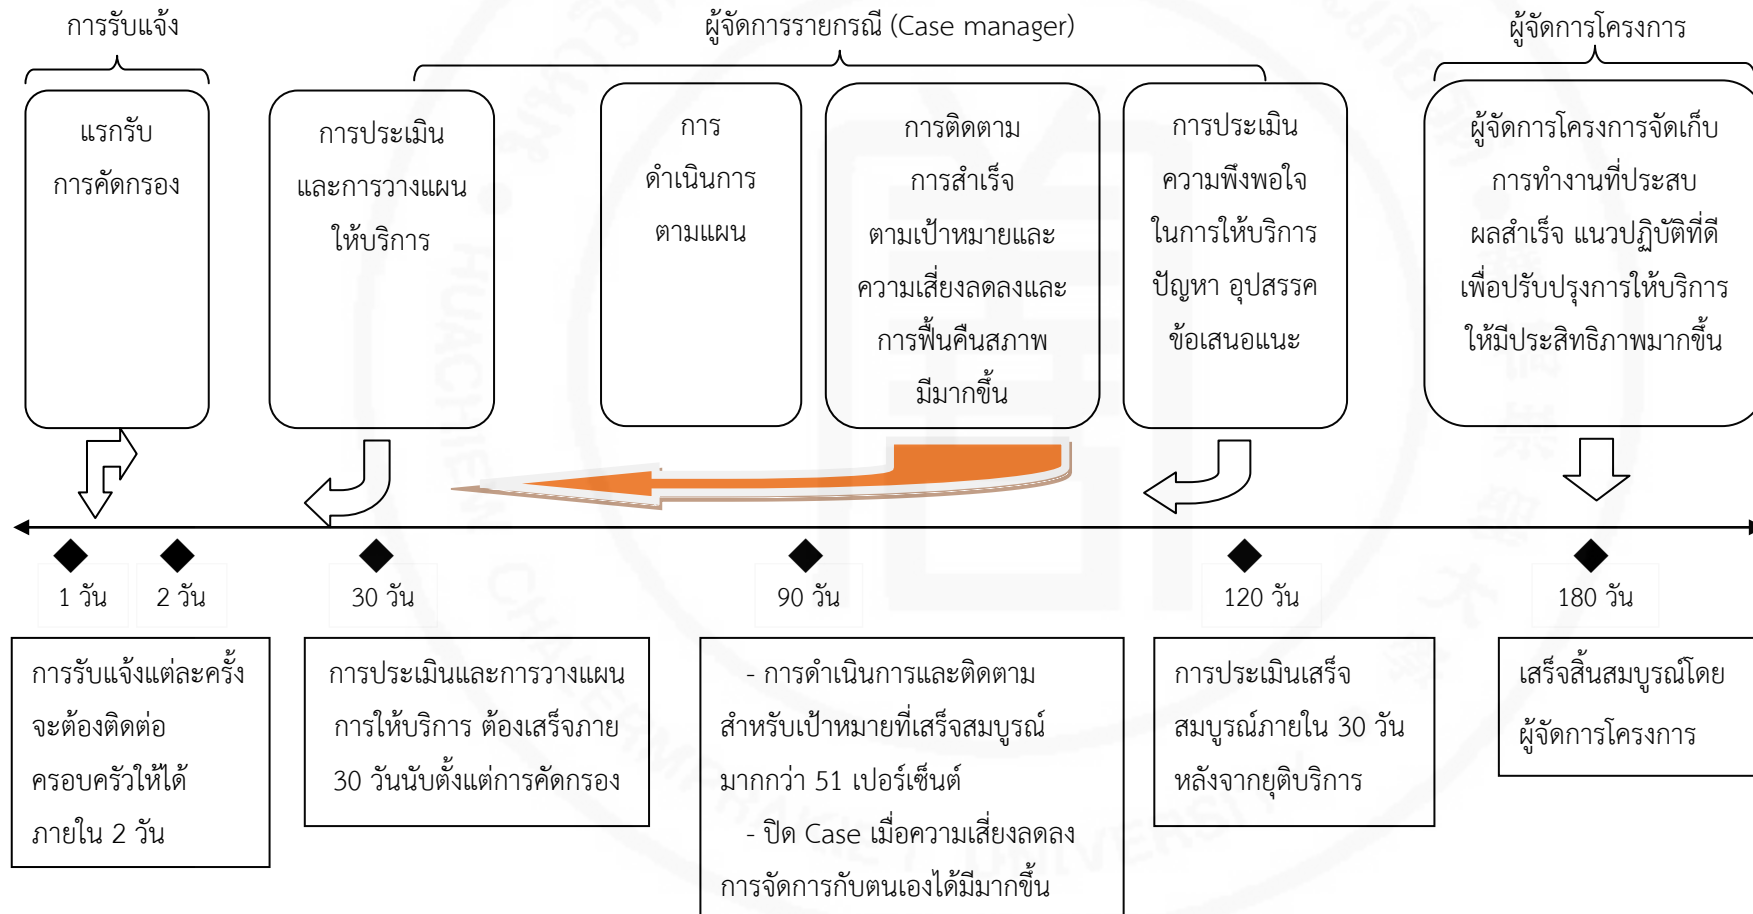 การรับแจ้ง
ผู้จัดการรายกรณี (Case manager)
ผู้จัดการโครงการ
แรกรับ
การคัดกรอง
การประเมิน
และการวางแผน
ให้บริการ
การ
ดำเนินการ
ตามแผน
การติดตาม
การสำเร็จ
ตามเป้าหมายและ
ความเสี่ยงลดลงและ
การฟื้นคืนสภาพ
มีมากขึ้น
การประเมิน
ความพึงพอใจ
ในการให้บริการ
ปัญหา อุปสรรค
ข้อเสนอแนะ
ผู้จัดการโครงการจัดเก็บ
การทำงานที่ประสบ
ผลสำเร็จ แนวปฏิบัติที่ดี
เพื่อปรับปรุงการให้บริการ
ให้มีประสิทธิภาพมากขึ้น
1 วัน
2 วัน
30 วัน
90 วัน
120 วัน
180 วัน
การรับแจ้งแต่ละครั้ง
จะต้องติดต่อ
ครอบครัวให้ได้
ภายใน 2 วัน
การประเมินและการวางแผน
การให้บริการ ต้องเสร็จภาย
30 วันนับตั้งแต่การคัดกรอง
- การดำเนินการและติดตาม
สำหรับเป้าหมายที่เสร็จสมบูรณ์
มากกว่า 51 เปอร์เซ็นต์
- ปิด Case เมื่อความเสี่ยงลดลง
การจัดการกับตนเองได้มีมากขึ้น
การประเมินเสร็จ
สมบูรณ์ภายใน 30 วัน
หลังจากยุติบริการ
เสร็จสิ้นสมบูรณ์โดย
ผู้จัดการโครงการ
HUACHIEW CHALERMPRAKIET UNIVERSITY